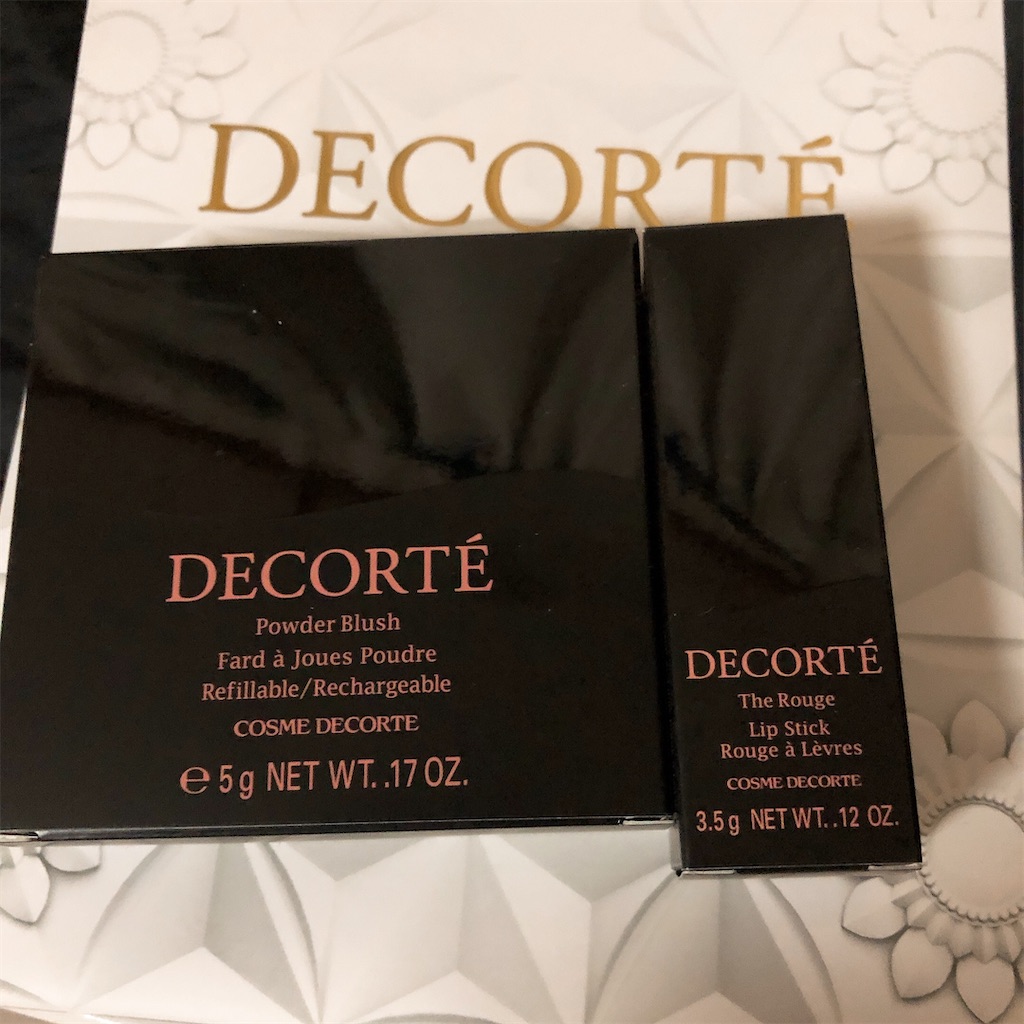 DECORTÉ
DECORTÉ
Powder Blush
Fard à Joues Poudre
Refillable/Rechargeable
COSME DECORTE
℮ 5g NET WT. .17 OZ.
DECORTÉ
The Rouge
Lip Stick
Rouge à Lèvres
COSME DECORTE
3.5g NET WT. .12 OZ.